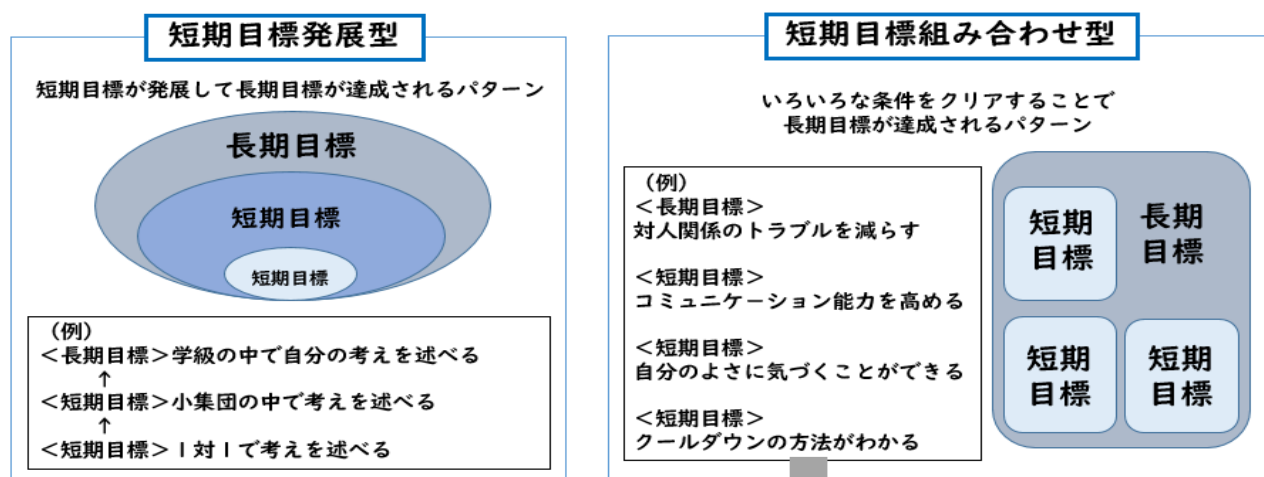 短期目標発展型
短期目標が発展して長期目標が達成されるパターン
長期目標
短期目標
短期目標
（例）
＜長期目標＞学級の中で自分の考えを述べる
↑
＜短期目標＞小集団の中で考えを述べる
↑
＜短期目標＞１対１で考えを述べる
短期目標組み合わせ型
いろいろな条件をクリアすることで
長期目標が達成されるパターン
（例）
＜長期目標＞
対人関係のトラブルを減らす
＜短期目標＞
コミュニケーション能力を高める
＜短期目標＞
自分のよさに気づくことができる
＜短期目標＞
クールダウンの方法がわかる
短期
目標
長期
目標
短期
目標
短期
目標